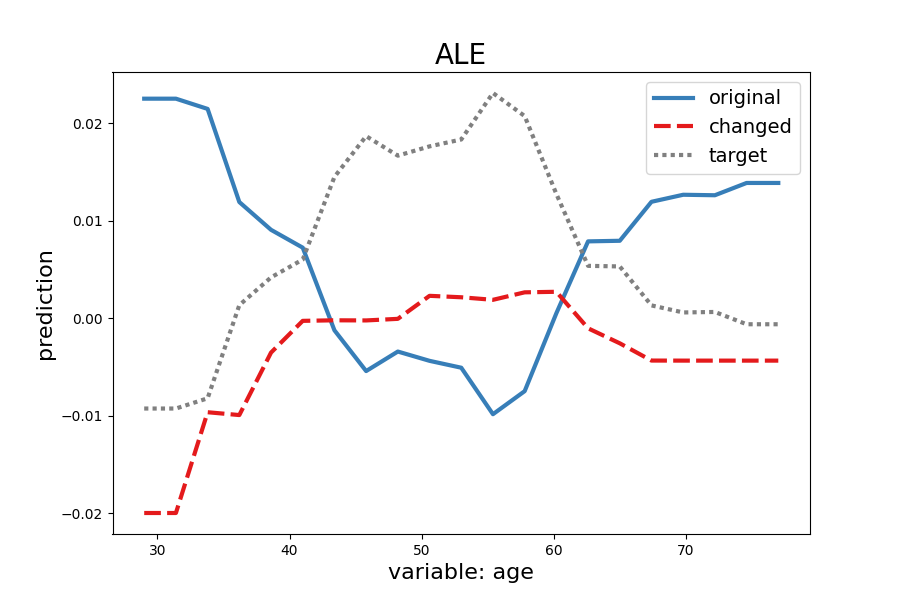 ALE
original
changed
target
0.02
0.01
0.00
−0.01
−0.02
prediction
30 40 50 60 70
variable: age